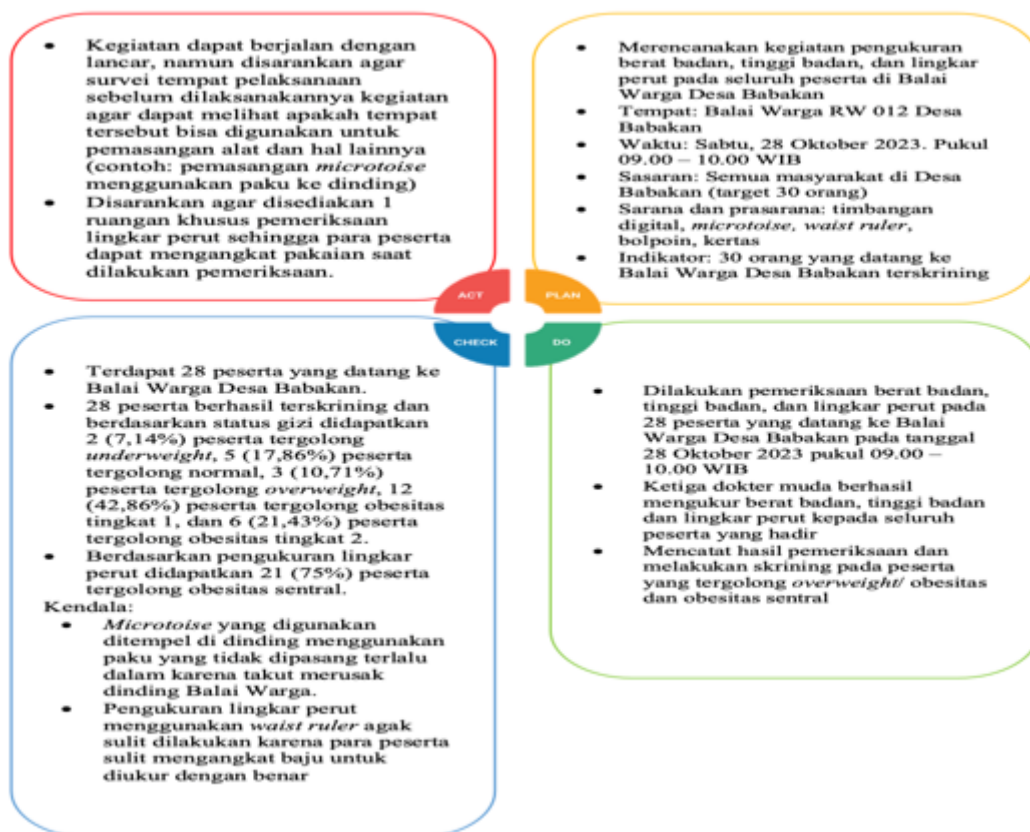 • Kegiatan dapat berjalan dengan
lancar, namun disarankan agar
survei tempat pelaksanaan
sebelum dilaksanakannya kegiatan
agar dapat melihat apakah tempat
tersebut bisa digunakan untuk
pemasangan alat dan hal lainnya
(contoh: pemasangan microtoise
menggunakan paku ke dinding)
• Disarankan agar disediakan 1
ruangan khusus pemeriksaan
lingkar perut sehingga para peserta
dapat mengangkat pakaian saat
dilakukan pemeriksaan.
• Merencanakan kegiatan pengukuran
berat badan, tinggi badan, dan lingkar
perut pada seluruh peserta di Balai
Warga Desa Babakan
• Tempat: Balai Warga RW 012 Desa
Babakan
• Waktu: Sabtu, 28 Oktober 2023. Pukul
09.00 – 10.00 WIB
• Sasaran: Semua masyarakat di Desa
Babakan (target 30 orang)
• Sarana dan prasarana: timbangan
digital, microtoise, waist ruler,
bolpoin, kertas
• Indikator: 30 orang yang datang ke
Balai Warga Desa Babakan terskrining
ACT
PLAN
CHECK
DO
• Terdapat 28 peserta yang datang ke
Balai Warga Desa Babakan.
• 28 peserta berhasil terskrining dan
berdasarkan status gizi didapatkan
2 (7,14%) peserta tergolong
underweight, 5 (17,86%) peserta
tergolong normal, 3 (10,71%)
peserta tergolong overweight, 12
(42,86%) peserta tergolong obesitas
tingkat 1, dan 6 (21,43%) peserta
tergolong obesitas tingkat 2.
• Berdasarkan pengukuran lingkar
perut didapatkan 21 (75%) peserta
tergolong obesitas sentral.
Kendala:
• Microtoise yang digunakan
ditempel di dinding menggunakan
paku yang tidak dipasang terlalu
dalam karena takut merusak
dinding Balai Warga.
• Pengukuran lingkar perut
menggunakan waist ruler agak
sulit dilakukan karena para peserta
sulit mengangkat baju untuk
diukur dengan benar
• Dilakukan pemeriksaan berat badan,
tinggi badan, dan lingkar perut pada
28 peserta yang datang ke Balai
Warga Desa Babakan pada tanggal
28 Oktober 2023 pukul 09.00 –
10.00 WIB
• Ketiga dokter muda berhasil
mengukur berat badan, tinggi badan
dan lingkar perut kepada seluruh
peserta yang hadir
• Mencatat hasil pemeriksaan dan
melakukan skrining pada peserta
yang tergolong overweight/ obesitas
dan obesitas sentral